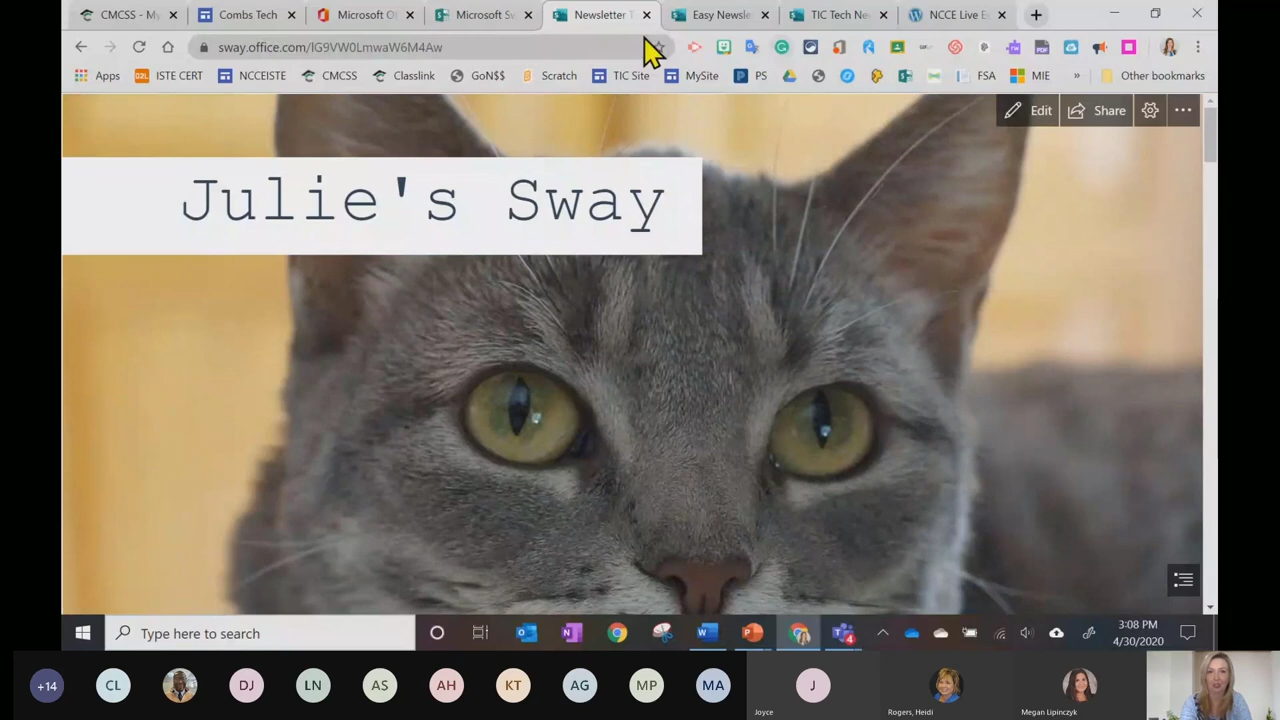 CMCSS - My
Combs Tech
Microsoft O
Microsoft Sw
Newsletter T
Easy Newsle
TIC Tech Ne
NCCE Live E
sway.office.com/IG9VW0LmwaW6M4Aw
Apps
D2L
ISTE CERT
NCCEISTE
CMCSS
Classlink
GoN$$
Scratch
TIC Site
MySite
PS
FSA
MIE
»
Other bookmarks
Edit
Share
Julie's Sway
Type here to search
4
3:08 PM
4/30/2020
+14
CL
DJ
LN
AS
AH
KT
AG
MP
MA
J
Joyce
Rogers, Heidi
Megan Lipinczyk